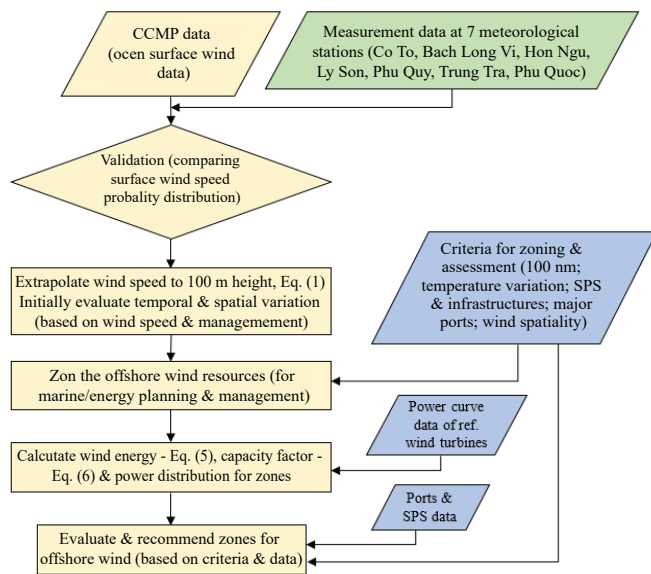 CCMP data
(ocen surface wind
data)
Measurement data at 7 meteorological
stations (Co To, Bach Long Vi, Hon Ngu,
Ly Son, Phu Quy, Trung Tra, Phu Quoc)
Validation (comparing
surface wind speed
probality distribution)
Extrapolate wind speed to 100 m height, Eq. (1)
Initially evaluate temporal & spatial variation
(based on wind speed & managemement)
Criteria for zoning &
assessment (100 nm;
temperature variation; SPS
& infrastructures; major
ports; wind spatiality)
Zon the offshore wind resources (for
marine/energy planning & management)
Power curve
data of ref.
wind turbines
Calctutate wind energy - Eq. (5), capacity factor -
Eq. (6) & power distribution for zones
Ports &
SPS data
Evaluate & recommend zones for
offshore wind (based on criteria & data)